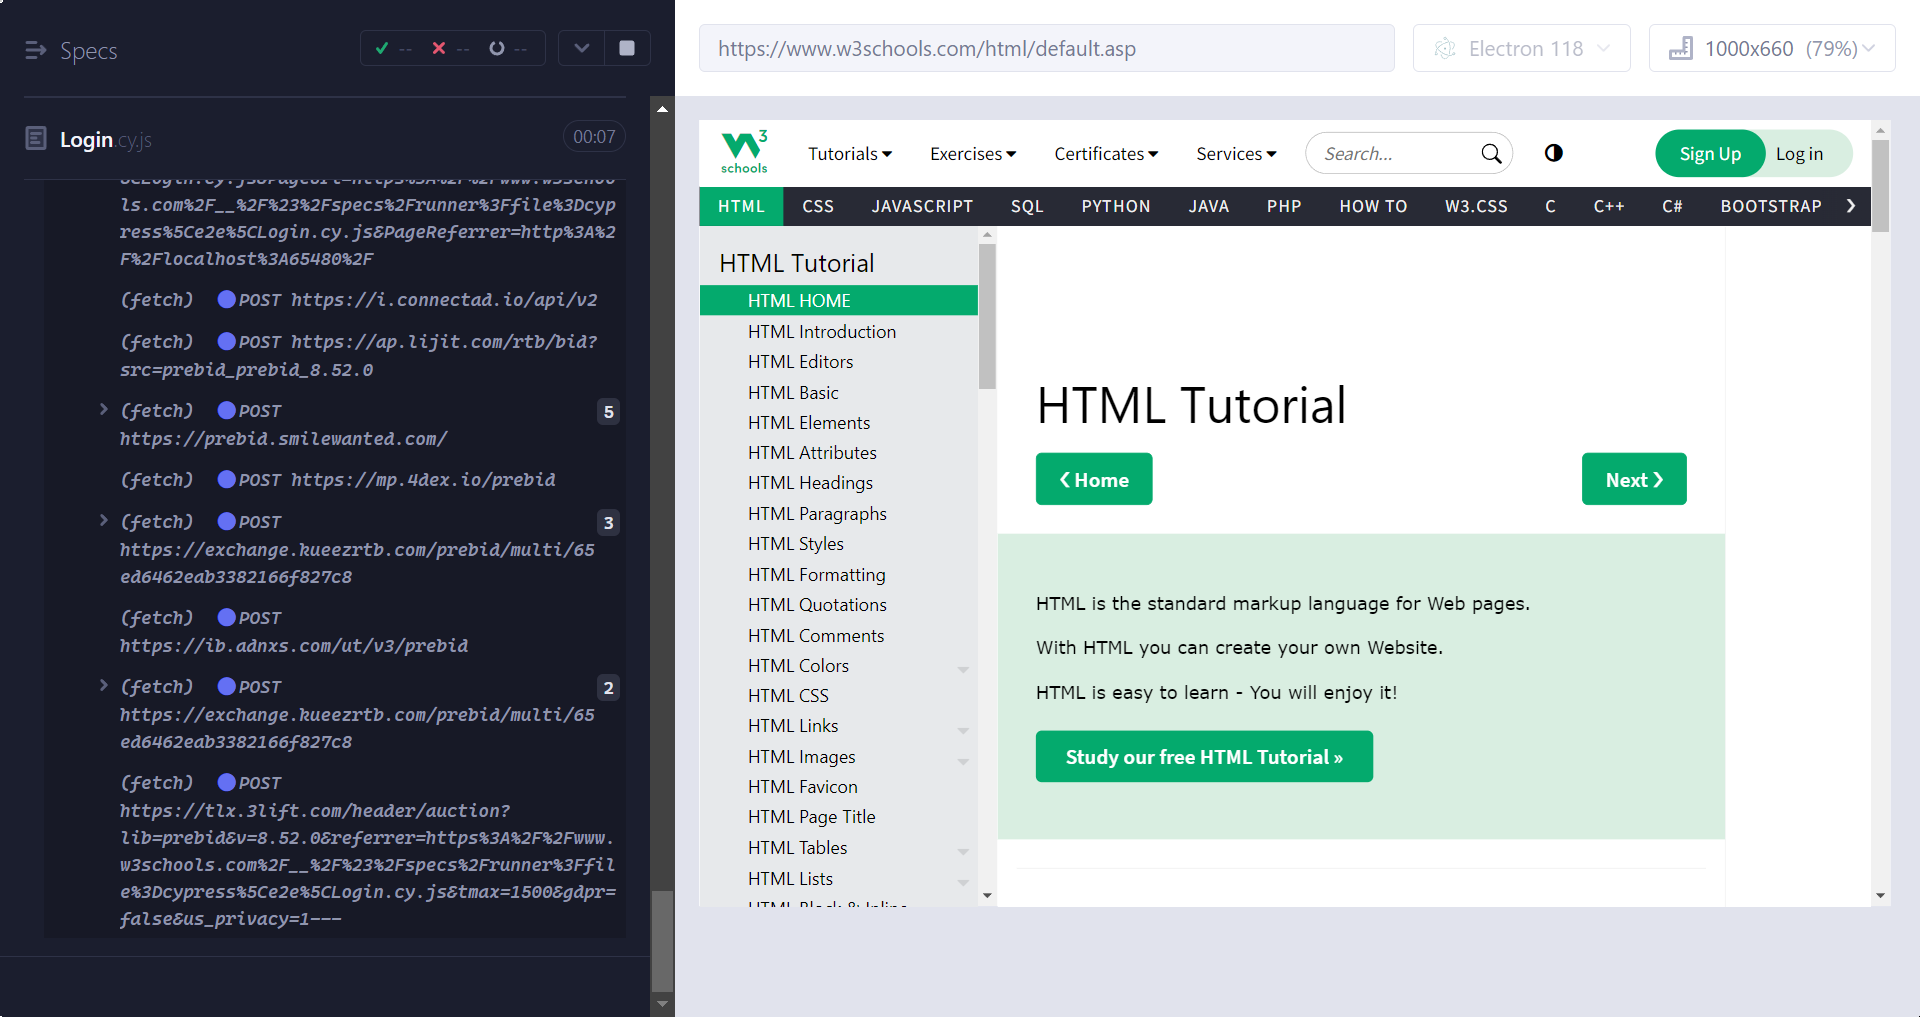 Specs
-- -- --
Login.cy.js
00:07
ls.com%2F__%2F%23%2Fspecs%2Frunner%3Ffile%3Dcyp
ress%5Ce2e%5CLogin.cy.js&PageReferrer=http%3A%2
F%2Flocalhost%3A65480%2F
(fetch) POST https://i.connectad.io/api/v2
(fetch) POST https://ap.lijit.com/rtb/bid?
src=prebid_prebid_8.52.0
(fetch) POST 5
https://prebid.smilewanted.com/
(fetch) POST https://mp.4dex.io/prebid
(fetch) POST 3
https://exchange.kueezrtb.com/prebid/multi/65
ed6462eab3382166f827c8
(fetch) POST
https://ib.adnxs.com/ut/v3/prebid
(fetch) POST 2
https://exchange.kueezrtb.com/prebid/multi/65
ed6462eab3382166f827c8
(fetch) POST
https://tlx.3lift.com/header/auction?
lib=prebid&v=8.52.0&referrer=https%3A%2F%2Fwww.
w3schools.com%2F__%2F%23%2Fspecs%2Frunner%3Ffil
e%3Dcypress%5Ce2e%5CLogin.cy.js&tmax=1500&gdpr=
false&us_privacy=1---
https://www.w3schools.com/html/default.asp
Electron 118
1000x660 (79%)
W3 schools
Tutorials Exercises Certificates Services
Search...
Sign Up Log in
HTML CSS JAVASCRIPT SQL PYTHON JAVA PHP HOW TO W3.CSS C C++ C# BOOTSTRAP ❯
HTML Tutorial
HTML HOME
HTML Introduction
HTML Editors
HTML Basic
HTML Elements
HTML Attributes
HTML Headings
HTML Paragraphs
HTML Styles
HTML Formatting
HTML Quotations
HTML Comments
HTML Colors
HTML CSS
HTML Links
HTML Images
HTML Favicon
HTML Page Title
HTML Tables
HTML Lists
HTML Block & Inline
HTML Tutorial
❮ Home
Next ❯
HTML is the standard markup language for Web pages.
With HTML you can create your own Website.
HTML is easy to learn - You will enjoy it!
Study our free HTML Tutorial »